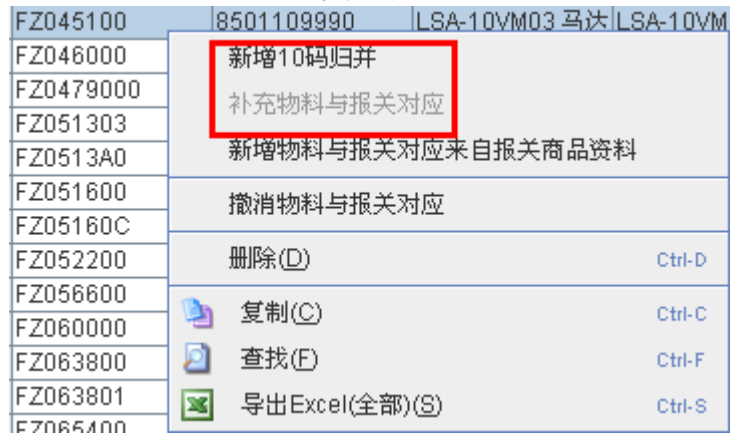 FZ045100 8501109990 LSA-10VM03 马达 LSA-10VM
FZ046000 新增10码归并
FZ0479000 补充物料与报关对应
FZ051303
FZ0513A0 新增物料与报关对应来自报关商品资料
FZ051600 撤消物料与报关对应
FZ05160C
FZ052200 删除(D) Ctrl-D
FZ056600
FZ060000 复制(C) Ctrl-C
FZ063800 查找(F) Ctrl-F
FZ063801 导出Excel(全部)(S) Ctrl-S
FZ065400